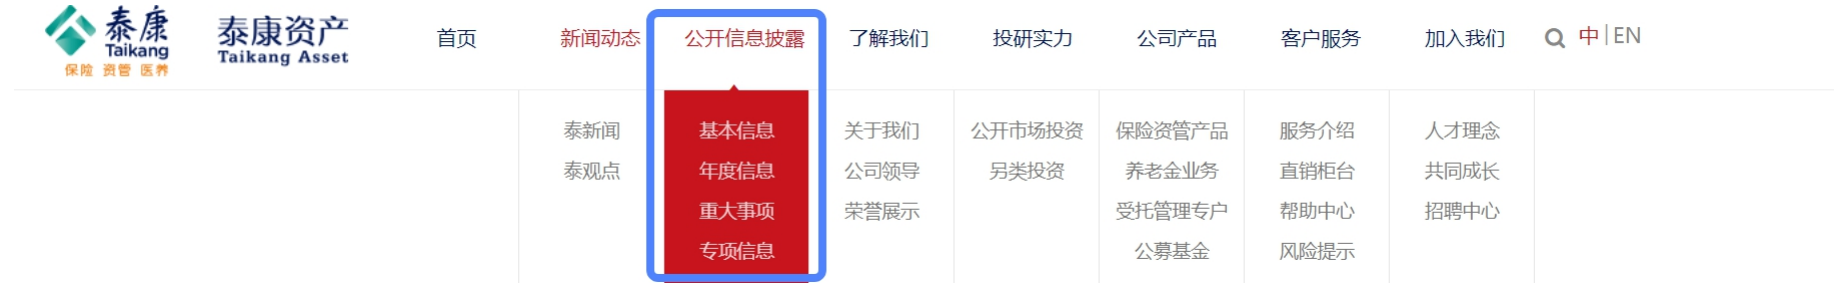 泰康
Taikang
保险 资管 医养
泰康资产
Taikang Asset
首页 新闻动态 公开信息披露 了解我们 投研实力 公司产品 客户服务 加入我们 中|EN
泰新闻 基本信息 关于我们 公开市场投资 保险资管产品 服务介绍 人才理念
泰观点 年度信息 公司领导 另类投资 养老金业务 直销柜台 共同成长
重大事项 荣誉展示 受托管理专户 帮助中心 招聘中心
专项信息 公募基金 风险提示